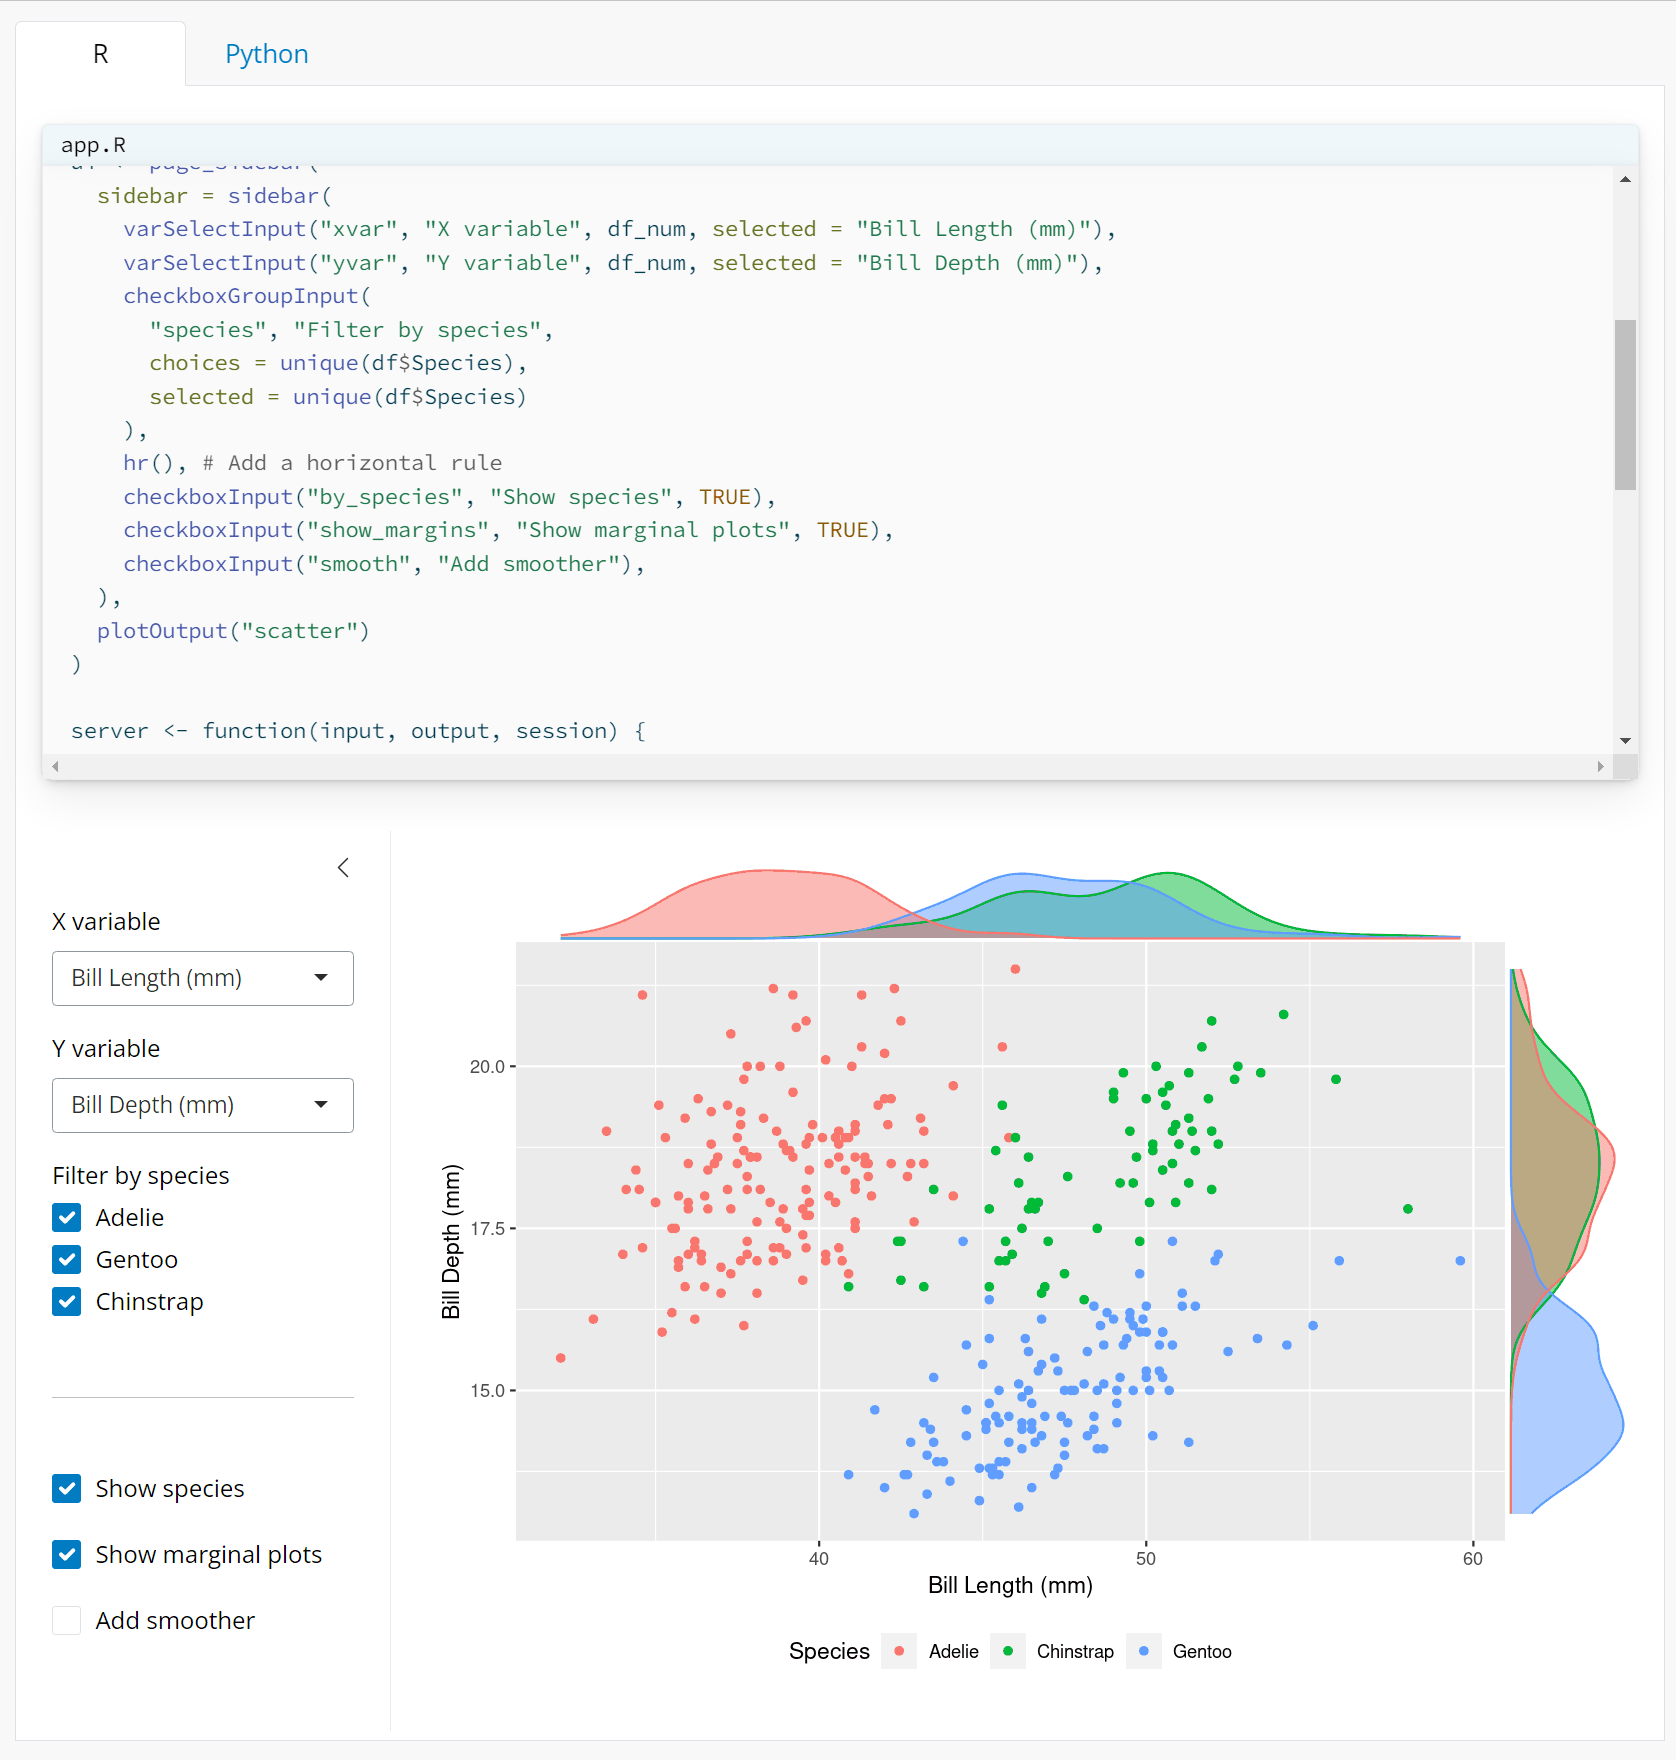 R
Python
app.R
ui <- page_sidebar(
sidebar = sidebar(
varSelectInput("xvar", "X variable", df_num, selected = "Bill Length (mm)"),
varSelectInput("yvar", "Y variable", df_num, selected = "Bill Depth (mm)"),
checkboxGroupInput(
"species", "Filter by species",
choices = unique(df$Species),
selected = unique(df$Species)
),
hr(), # Add a horizontal rule
checkboxInput("by_species", "Show species", TRUE),
checkboxInput("show_margins", "Show marginal plots", TRUE),
checkboxInput("smooth", "Add smoother"),
),
plotOutput("scatter")
)
server <- function(input, output, session) {
X variable
Bill Length (mm)
Y variable
Bill Depth (mm)
Filter by species
Adelie
Gentoo
Chinstrap
Show species
Show marginal plots
Add smoother
Bill Depth (mm)
20.0
17.5
15.0
40
50
60
Bill Length (mm)
Species
Adelie
Chinstrap
Gentoo